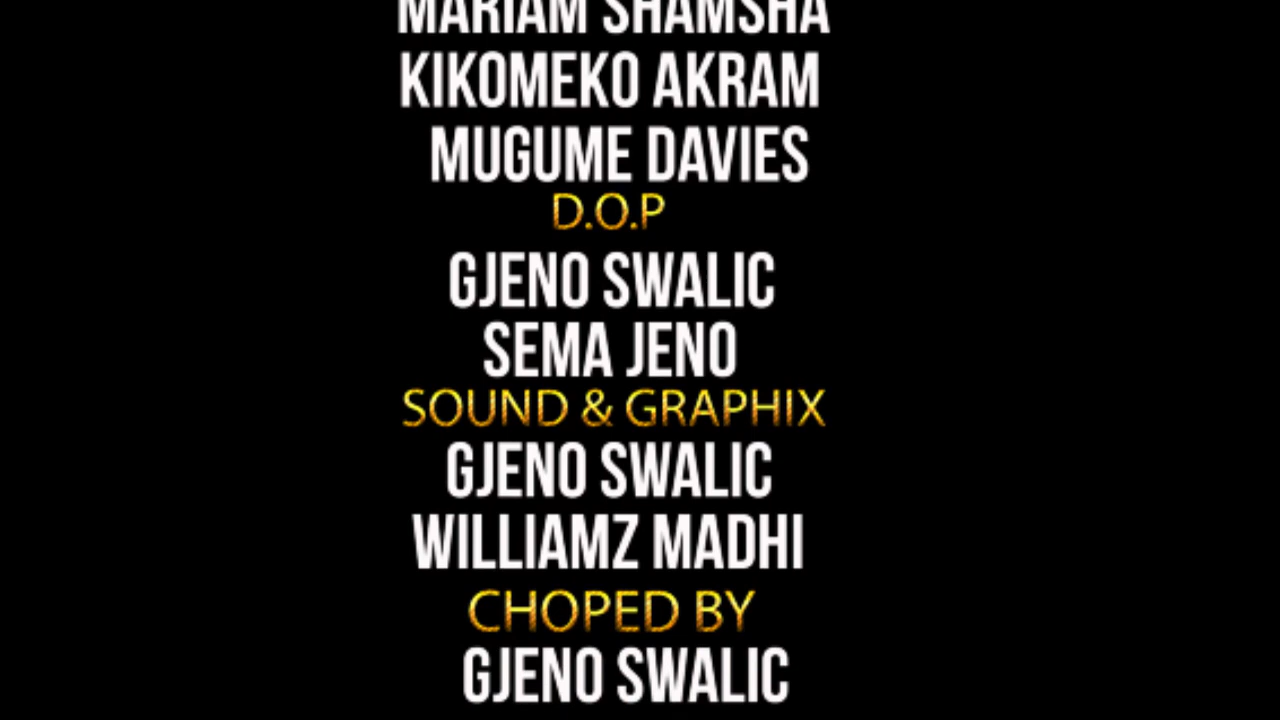 MARIAM SHAMSHA
KIKOMEKO AKRAM
MUGUME DAVIES
D.O.P
GJENO SWALIC
SEMA JENO
SOUND & GRAPHIX
GJENO SWALIC
WILLIAMZ MADHI
CHOPED BY
GJENO SWALIC